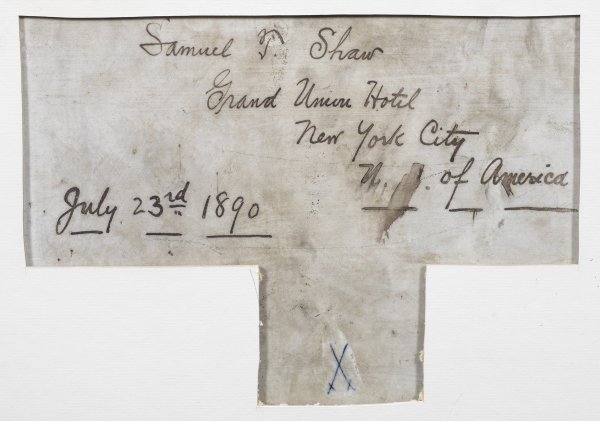 Samuel T. Shaw
Grand Union Hotel
New York City
of America
July 23rd 1890
X